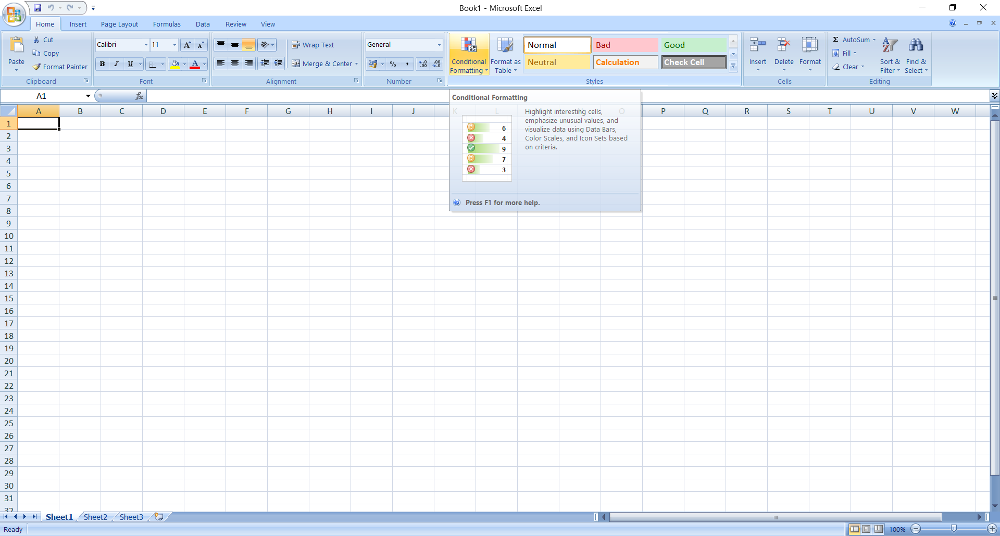 Book1 - Microsoft Excel
Home Insert Page Layout Formulas Data Review View
Paste
Cut
Copy
Format Painter
Clipboard
Calibri 11
B I U A
Font
Wrap Text
Merge & Center
Alignment
General
% ,
Number
Conditional Formatting
Format as Table
Normal Bad Good
Neutral Calculation Check Cell
Styles
Insert Delete Format
Cells
Σ AutoSum
Fill
Clear
Sort & Filter
Find & Select
Editing
A1 fx
A B C D E F G H I J K L M N O P Q R S T U V W
Conditional Formatting
Highlight interesting cells,
emphasize unusual values, and
visualize data using Data Bars,
Color Scales, and Icon Sets based
on criteria.
6
4
9
7
3
Press F1 for more help.
1
2
3
4
5
6
7
8
9
10
11
12
13
14
15
16
17
18
19
20
21
22
23
24
25
26
27
28
29
30
31
32
Sheet1 Sheet2 Sheet3
Ready 100%